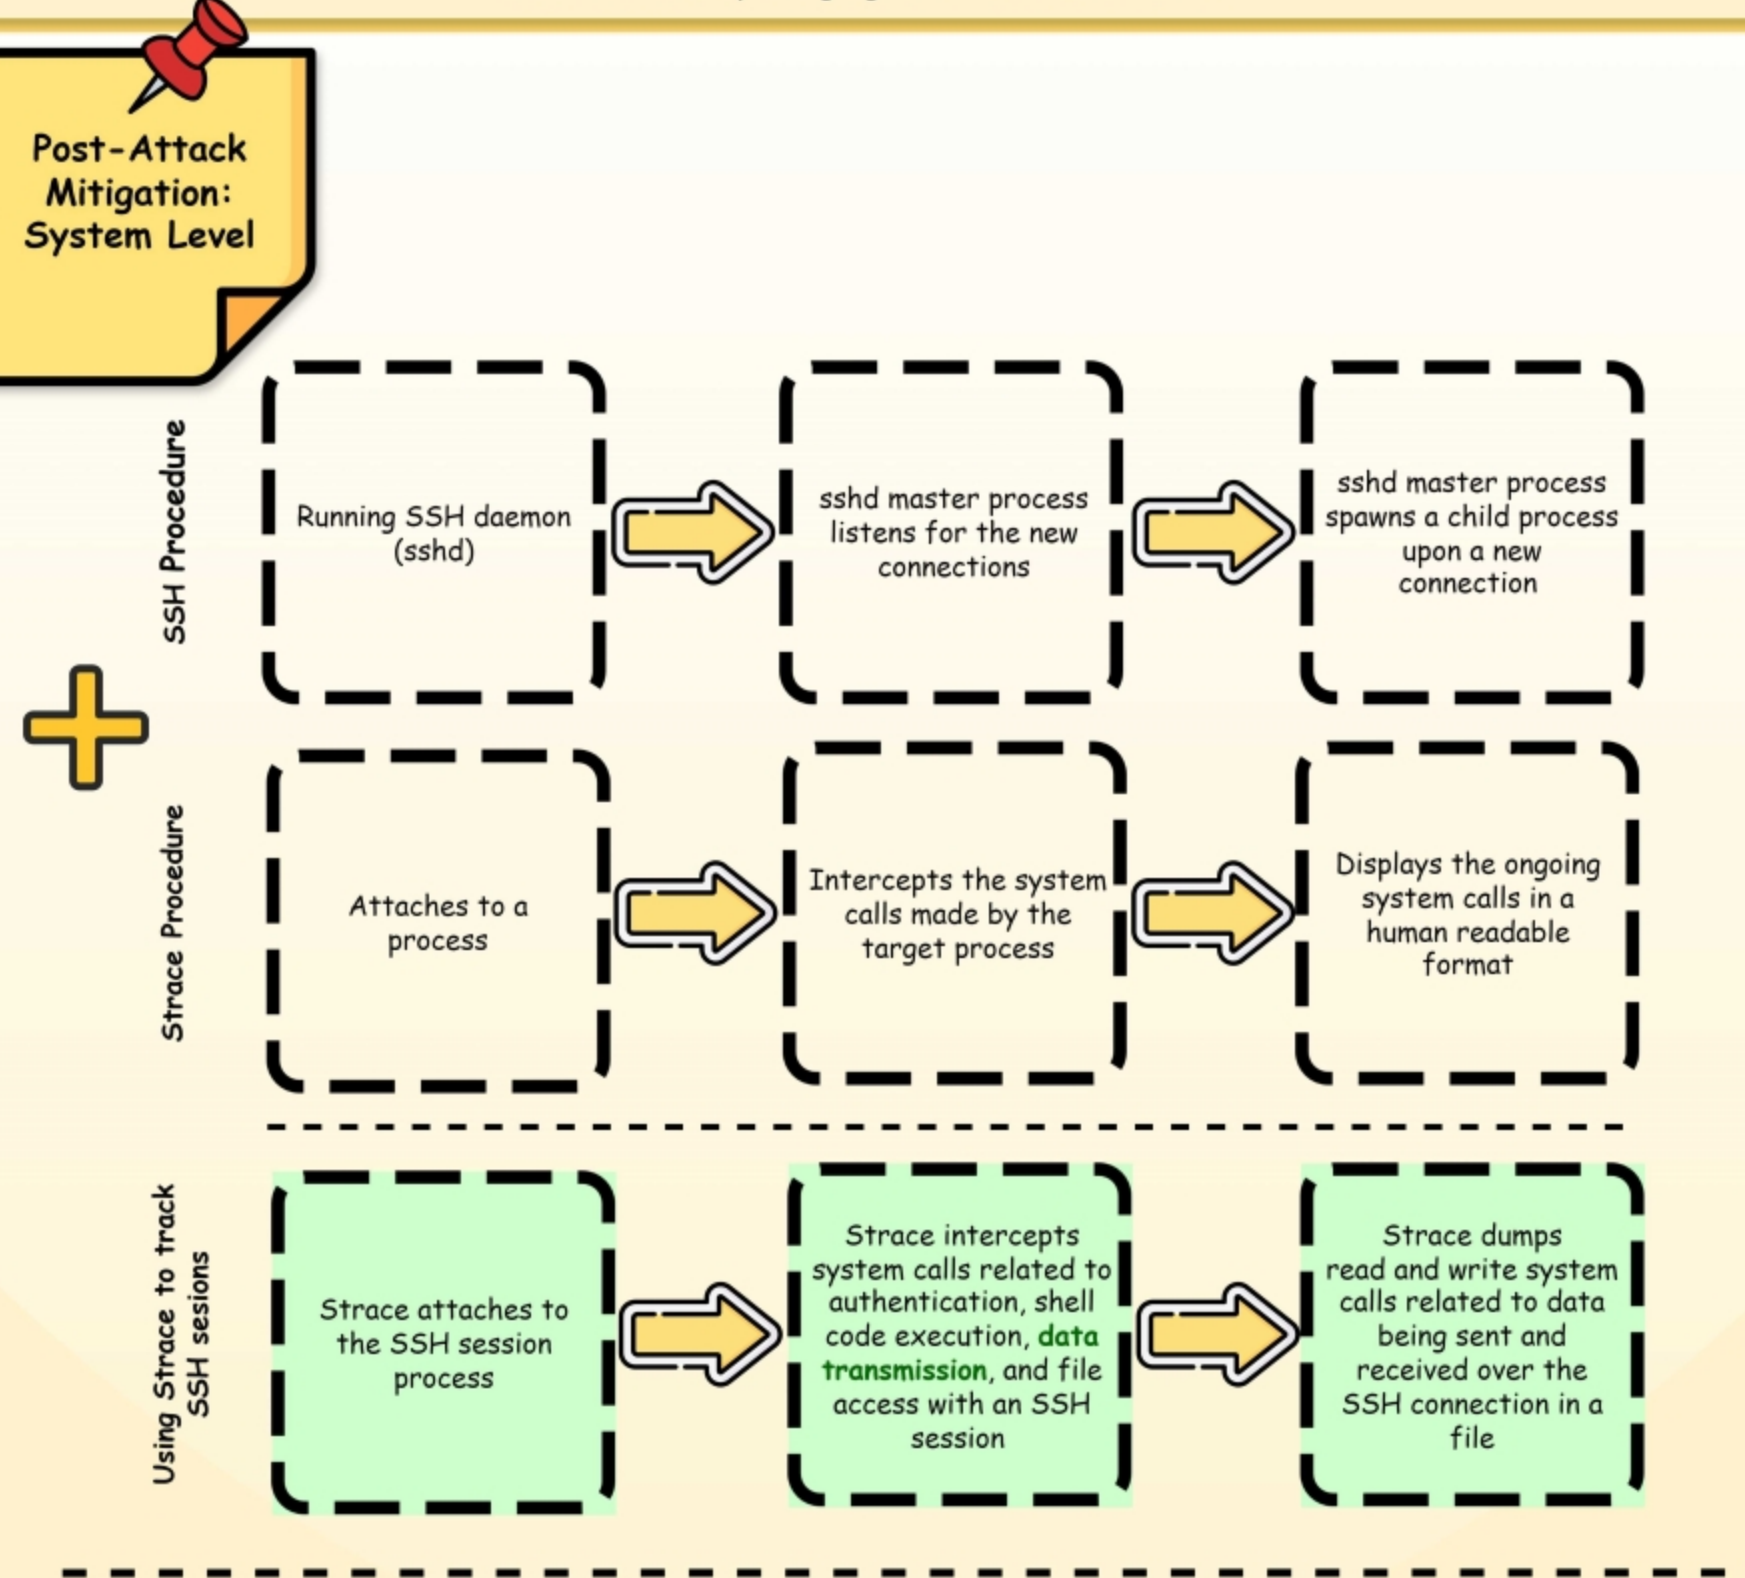 Post-Attack
Mitigation:
System Level
SSH Procedure
Running SSH daemon
(sshd)
sshd master process
listens for the new
connections
sshd master process
spawns a child process
upon a new
connection
Strace Procedure
Attaches to a
process
Intercepts the system
calls made by the
target process
Displays the ongoing
system calls in a
human readable
format
Using Strace to track
SSH sesions
Strace attaches to
the SSH session
process
Strace intercepts
system calls related to
authentication, shell
code execution, data
transmission, and file
access with an SSH
session
Strace dumps
read and write system
calls related to data
being sent and
received over the
SSH connection in a
file